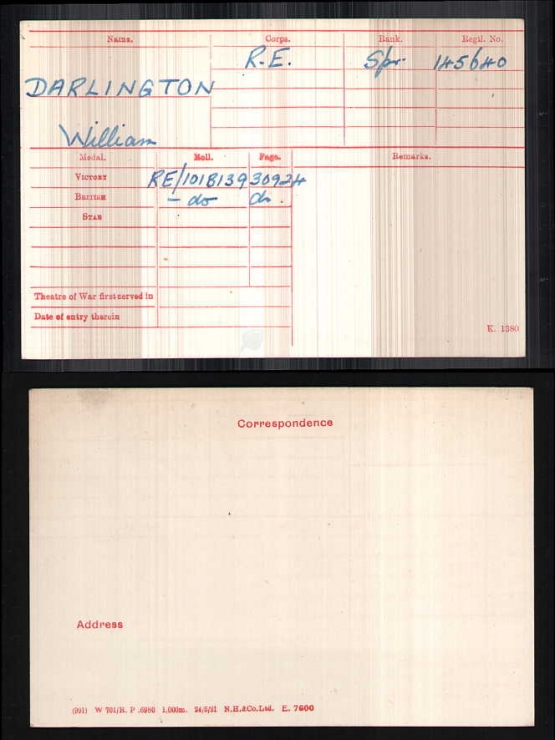 Name. Corps. Rank. Regtl. No.
R.E. Spr. 145640
DARLINGTON
William
Medal. Roll. Page. Remarks.
VICTORY RE/101B139 30924
BRITISH - do do.
STAR
Theatre of War first served in
Date of entry therein
K. 1380
Correspondence
Address
(991) W 701/R. P .6980 1,000m. 24/5/21 N.H.&Co.Ltd. E. 7600